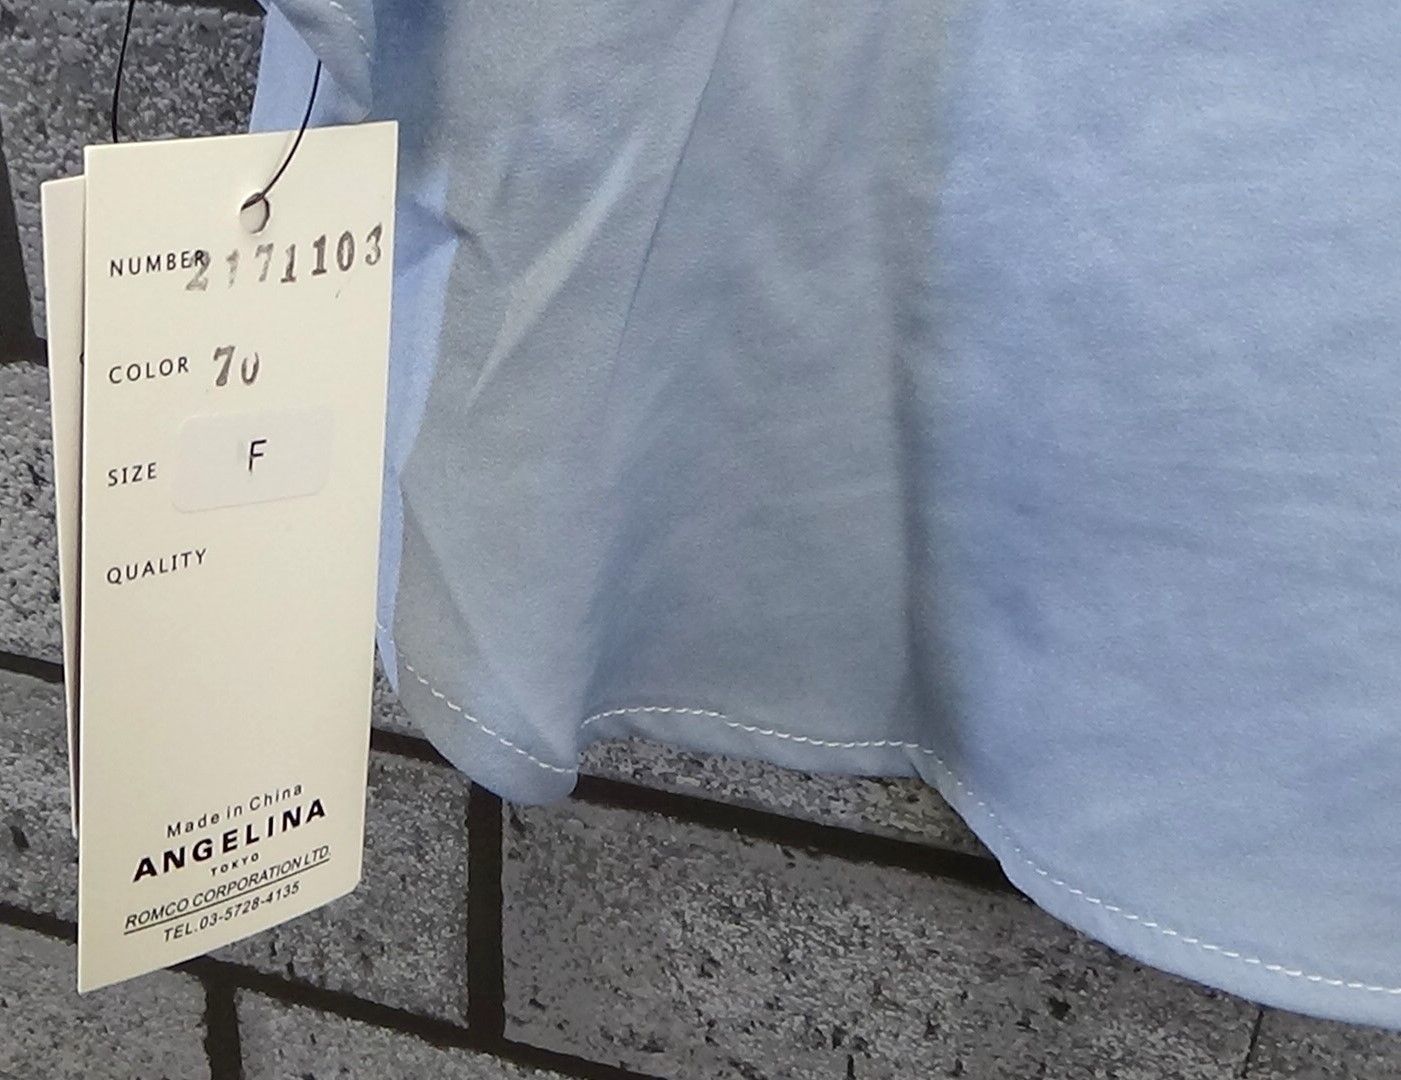 NUMBER 2171103
COLOR 70
SIZE F
QUALITY
Made in China
ANGELINA
TOKYO
ROMCO CORPORATION LTD.
TEL.03-5728-4135